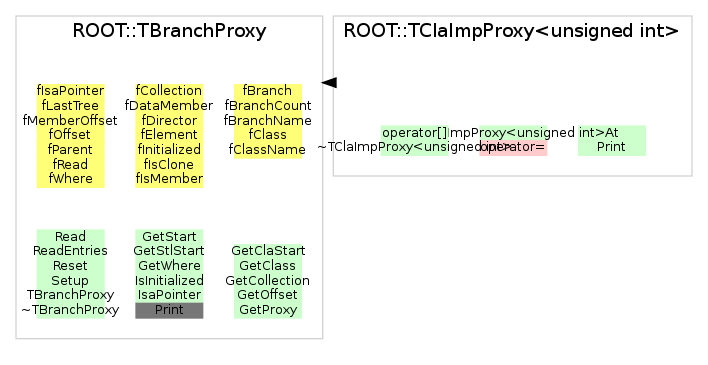 ROOT::TBranchProxy
fIsaPointer
fLastTree
fMemberOffset
fOffset
fParent
fRead
fWhere
fCollection
fDataMember
fDirector
fElement
fInitialized
fIsClone
fIsMember
fBranch
fBranchCount
fBranchName
fClass
fClassName
Read
ReadEntries
Reset
Setup
TBranchProxy
~TBranchProxy
GetStart
GetStlStart
GetWhere
IsInitialized
IsaPointer
Print
GetClaStart
GetClass
GetCollection
GetOffset
GetProxy
ROOT::TClaImpProxy<unsigned int>
operator[]
~TClaImpProxy<unsigned int>
ImpProxy<unsigned int>
operator=
At
Print